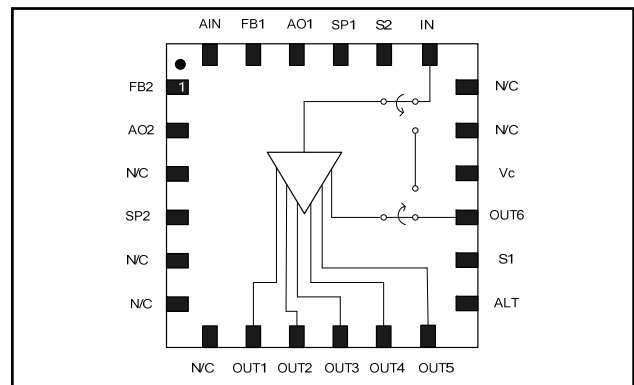 AIN FB1 AO1 SP1 S2 IN
1
FB2
AO2
N/C
SP2
N/C
N/C
N/C
N/C
Vc
OUT6
S1
ALT
N/C OUT1 OUT2 OUT3 OUT4 OUT5